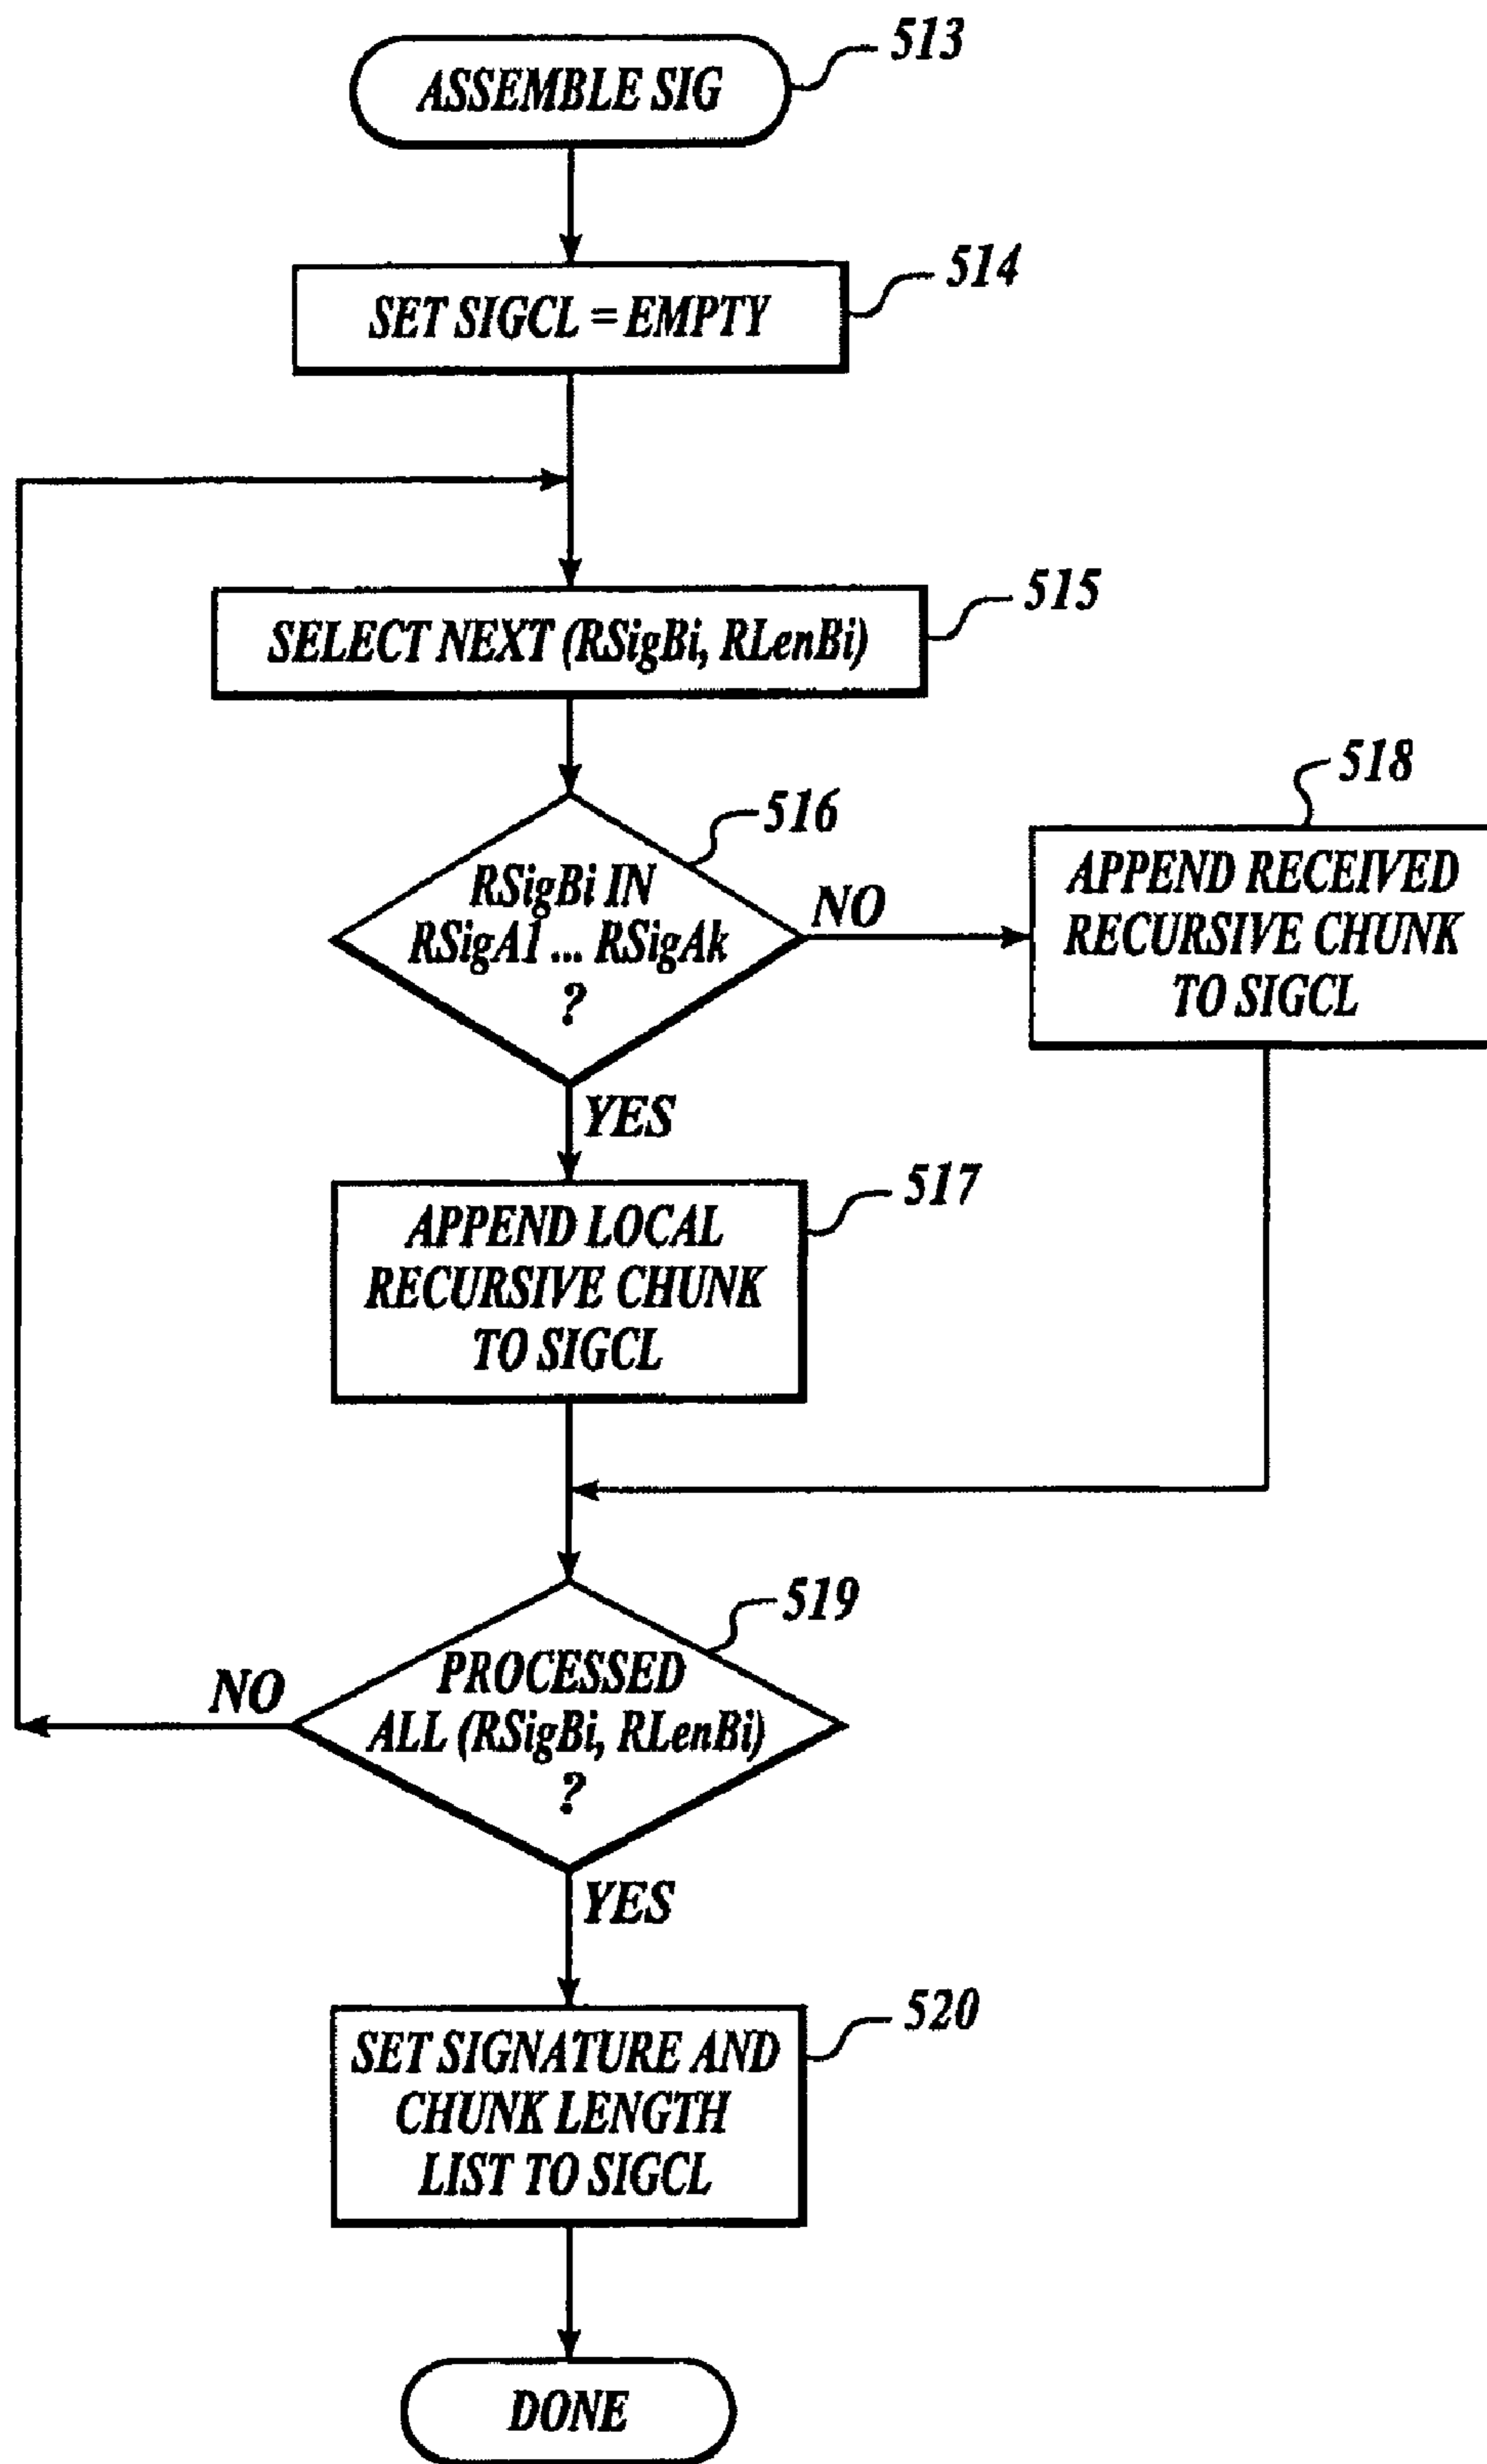 513
ASSEMBLE SIG
514
SET SIGCL = EMPTY
515
SELECT NEXT (RSigBi, RLenBi)
516
RSigBi IN
RSigA1 ... RSigAk
?
NO
518
APPEND RECEIVED
RECURSIVE CHUNK
TO SIGCL
YES
517
APPEND LOCAL
RECURSIVE CHUNK
TO SIGCL
519
PROCESSED
ALL (RSigBi, RLenBi)
?
NO
YES
520
SET SIGNATURE AND
CHUNK LENGTH
LIST TO SIGCL
DONE